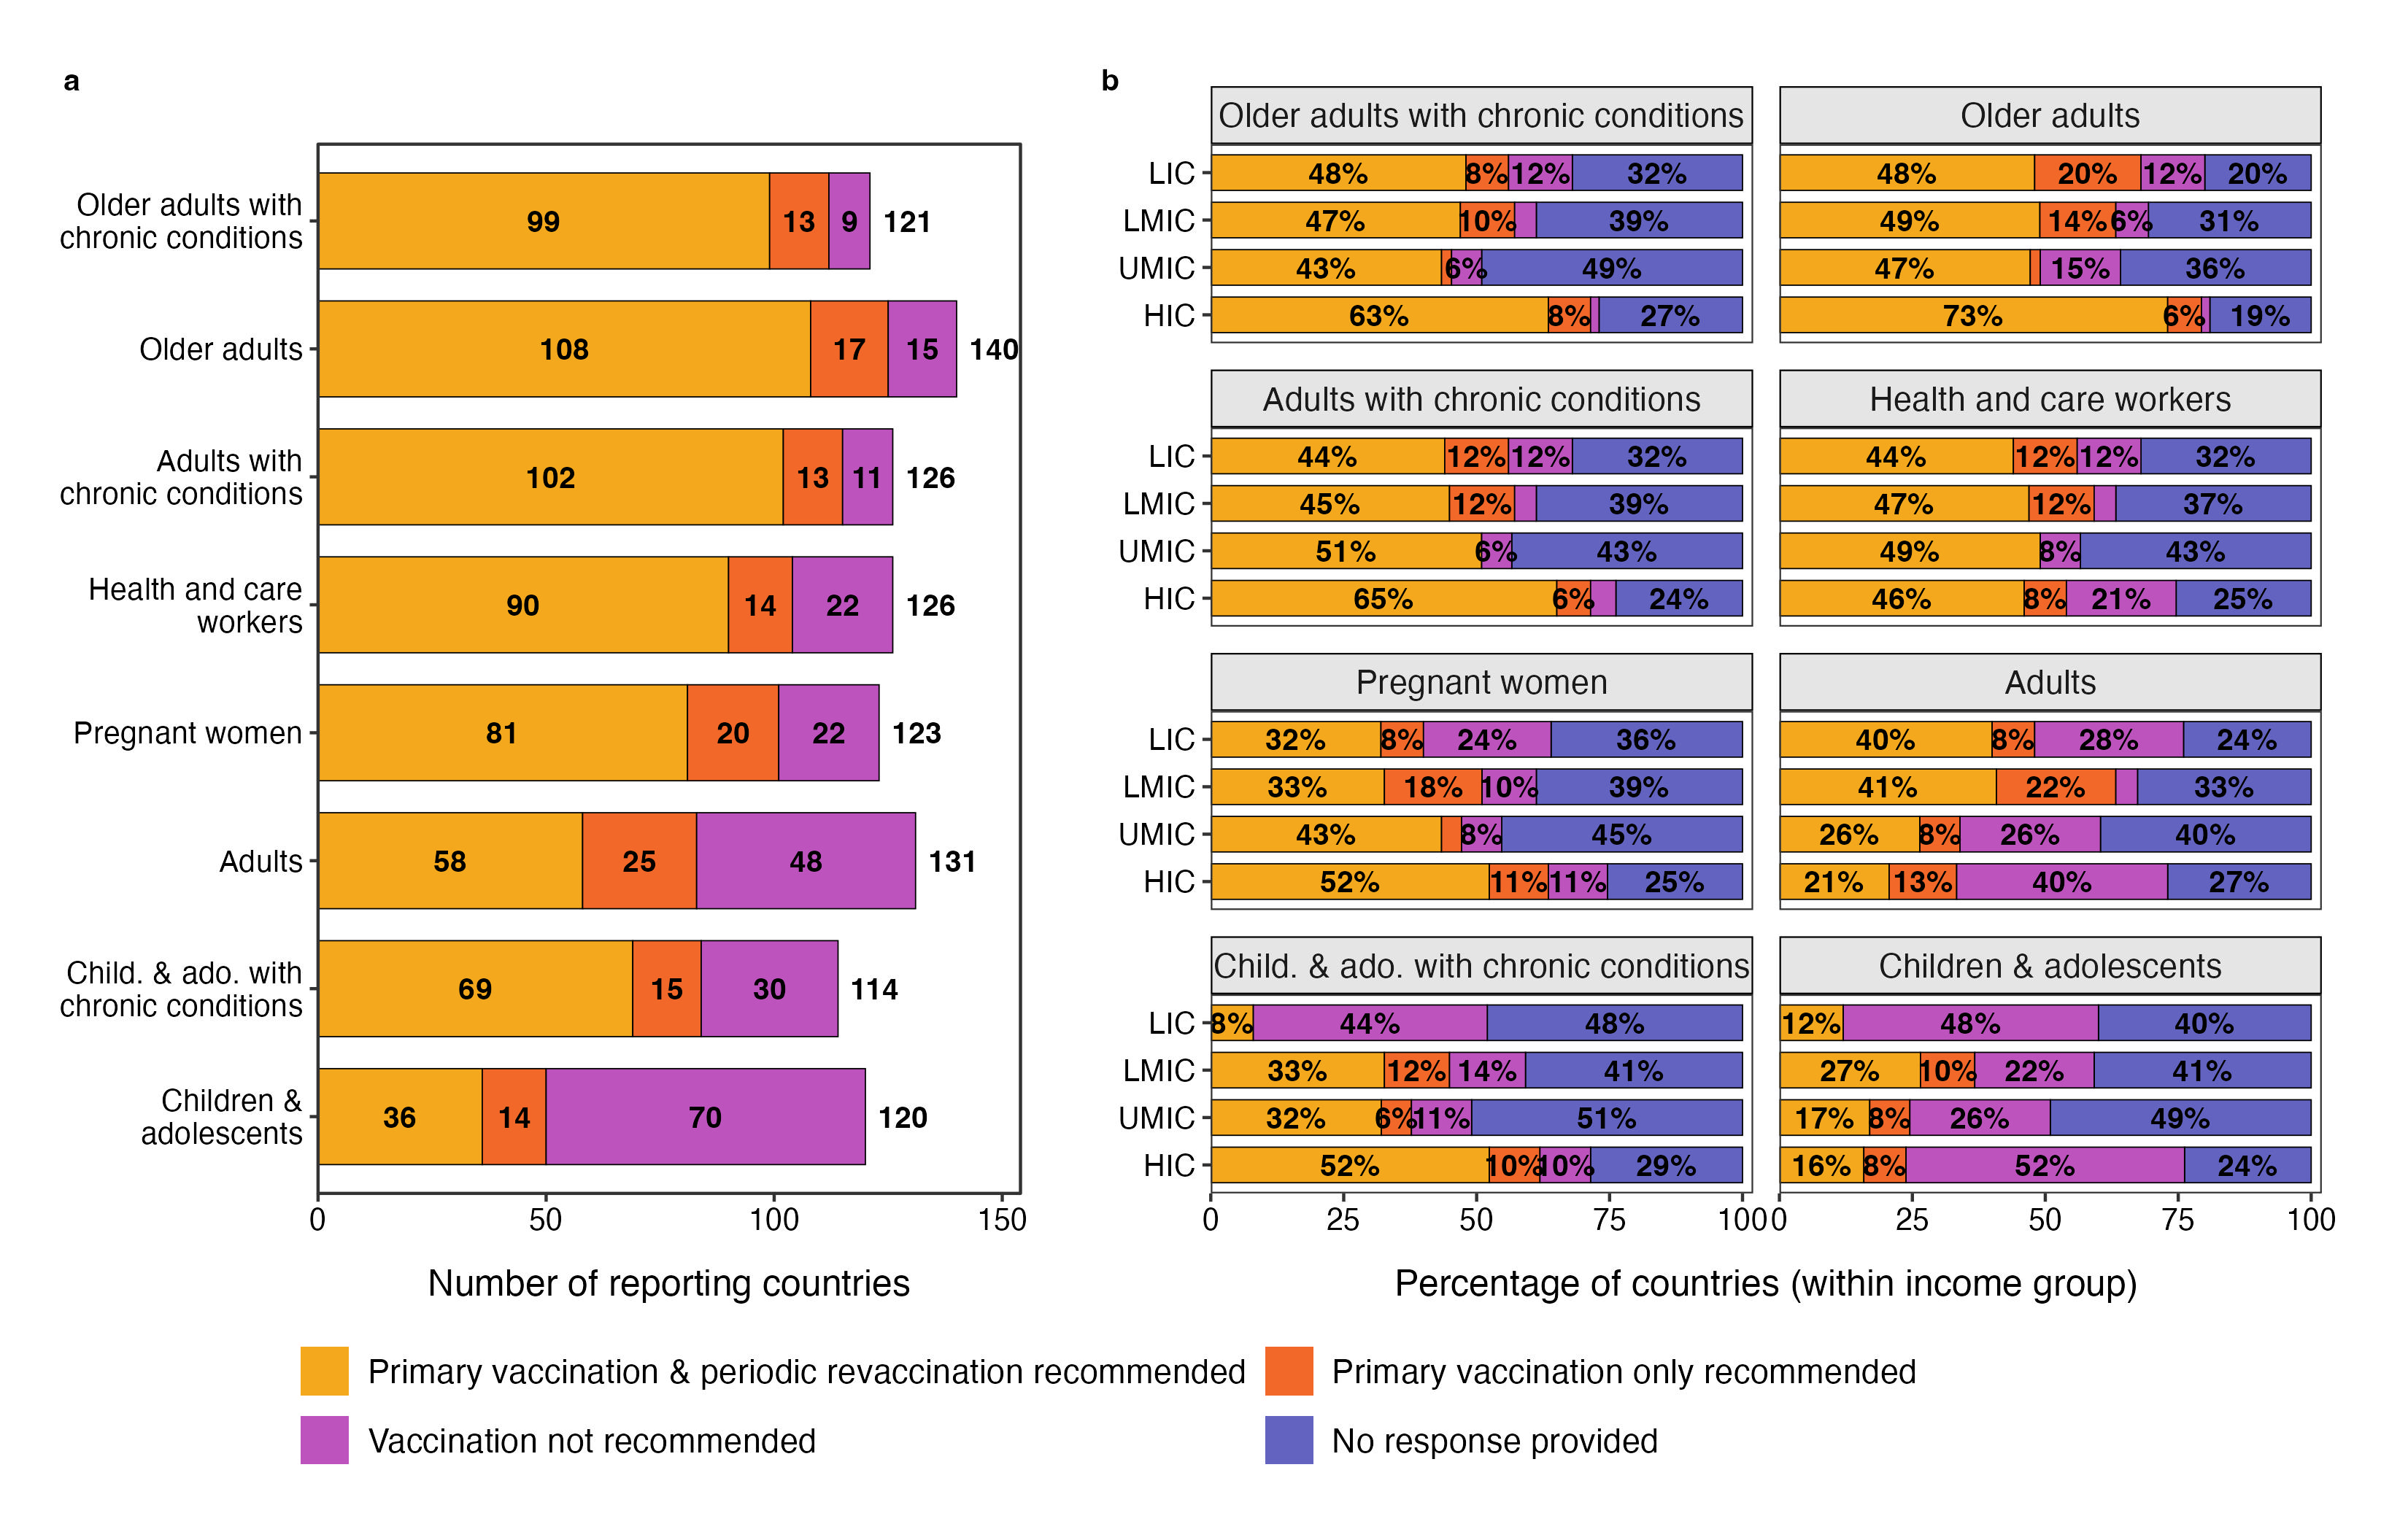 a
Older adults with
chronic conditions
99 13 9 121
Older adults
108 17 15 140
Adults with
chronic conditions
102 13 11 126
Health and care
workers
90 14 22 126
Pregnant women
81 20 22 123
Adults
58 25 48 131
Child. & ado. with
chronic conditions
69 15 30 114
Children &
adolescents
36 14 70 120
0 50 100 150
Number of reporting countries
b
Older adults with chronic conditions
LIC 48% 8% 12% 32%
LMIC 47% 10% 39%
UMIC 43% 6% 49%
HIC 63% 8% 27%
Older adults
48% 20% 12% 20%
49% 14% 6% 31%
47% 15% 36%
73% 6% 19%
Adults with chronic conditions
LIC 44% 12% 12% 32%
LMIC 45% 12% 39%
UMIC 51% 6% 43%
HIC 65% 6% 24%
Health and care workers
44% 12% 12% 32%
47% 12% 37%
49% 8% 43%
46% 8% 21% 25%
Pregnant women
LIC 32% 8% 24% 36%
LMIC 33% 18% 10% 39%
UMIC 43% 8% 45%
HIC 52% 11% 11% 25%
Adults
40% 8% 28% 24%
41% 22% 33%
26% 8% 26% 40%
21% 13% 40% 27%
Child. & ado. with chronic conditions
LIC 8% 44% 48%
LMIC 33% 12% 14% 41%
UMIC 32% 6% 11% 51%
HIC 52% 10% 10% 29%
Children & adolescents
12% 48% 40%
27% 10% 22% 41%
17% 8% 26% 49%
16% 8% 52% 24%
0 25 50 75 100
0 25 50 75 100
Percentage of countries (within income group)
Primary vaccination & periodic revaccination recommended
Primary vaccination only recommended
Vaccination not recommended
No response provided